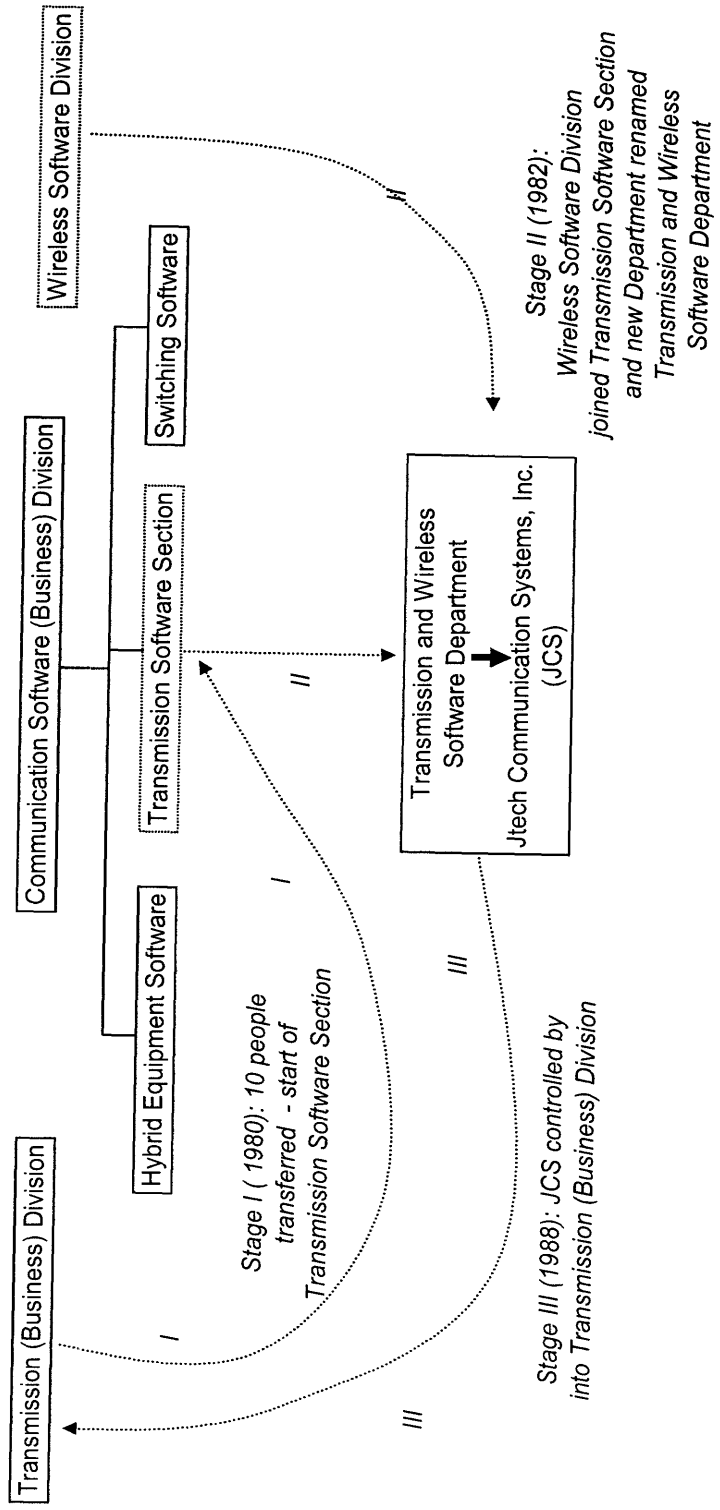 Transmission (Business) Division
Communication Software (Business) Division
Wireless Software Division
Hybrid Equipment Software
Transmission Software Section
Switching Software
I
I
Stage I ( 1980): 10 people
transferred - start of
Transmission Software Section
II
II
III
III
Transmission and Wireless
Software Department
Jtech Communication Systems, Inc.
(JCS)
Stage II (1982):
Wireless Software Division
joined Transmission Software Section
and new Department renamed
Transmission and Wireless
Software Department
Stage III (1988): JCS controlled by
into Transmission (Business) Division